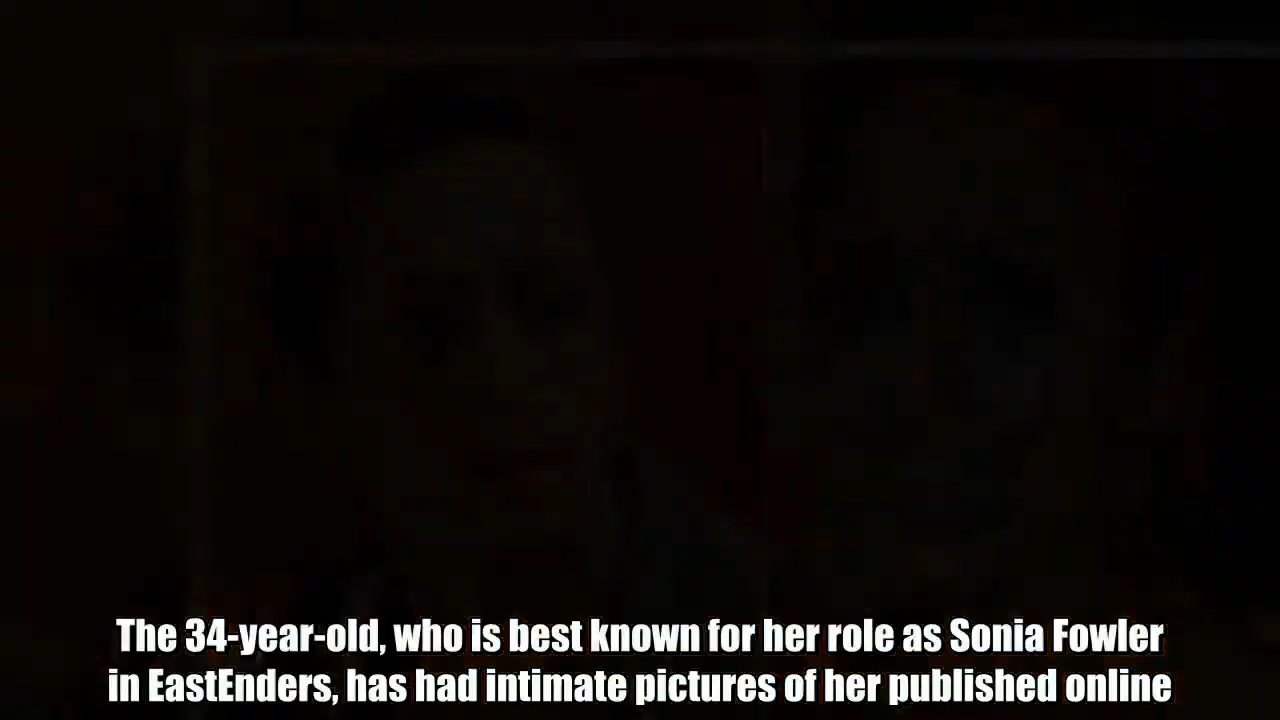 The 34-year-old, who is best known for her role as Sonia Fowler
in EastEnders, has had intimate pictures of her published online